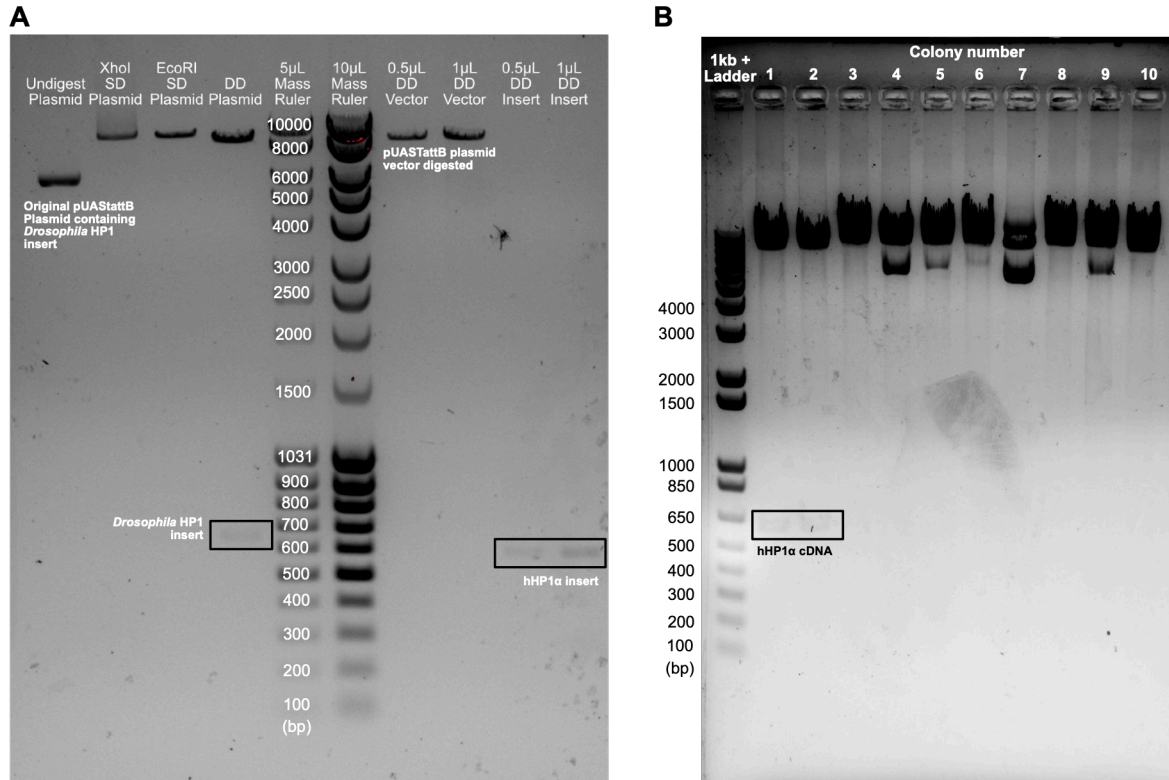 A
Undigest
Plasmid
XhoI
SD
Plasmid
EcoRI
SD
Plasmid
DD
Plasmid
5µL
Mass
Ruler
10µL
Mass
Ruler
0.5µL
DD
Vector
1µL
DD
Vector
0.5µL
DD
Insert
1µL
DD
Insert
10000
8000
6000
5000
4000
3000
2500
2000
1500
1031
900
800
700
600
500
400
300
200
100
(bp)
pUASTattB plasmid
vector digested
Original pUAStattB
Plasmid containing
Drosophila HP1
insert
Drosophila HP1
insert
hHP1α insert
B
1kb +
Ladder
Colony number
1 2 3 4 5 6 7 8 9 10
4000
3000
2000
1500
1000
850
650
500
400
300
200
100
(bp)
hHP1α cDNA